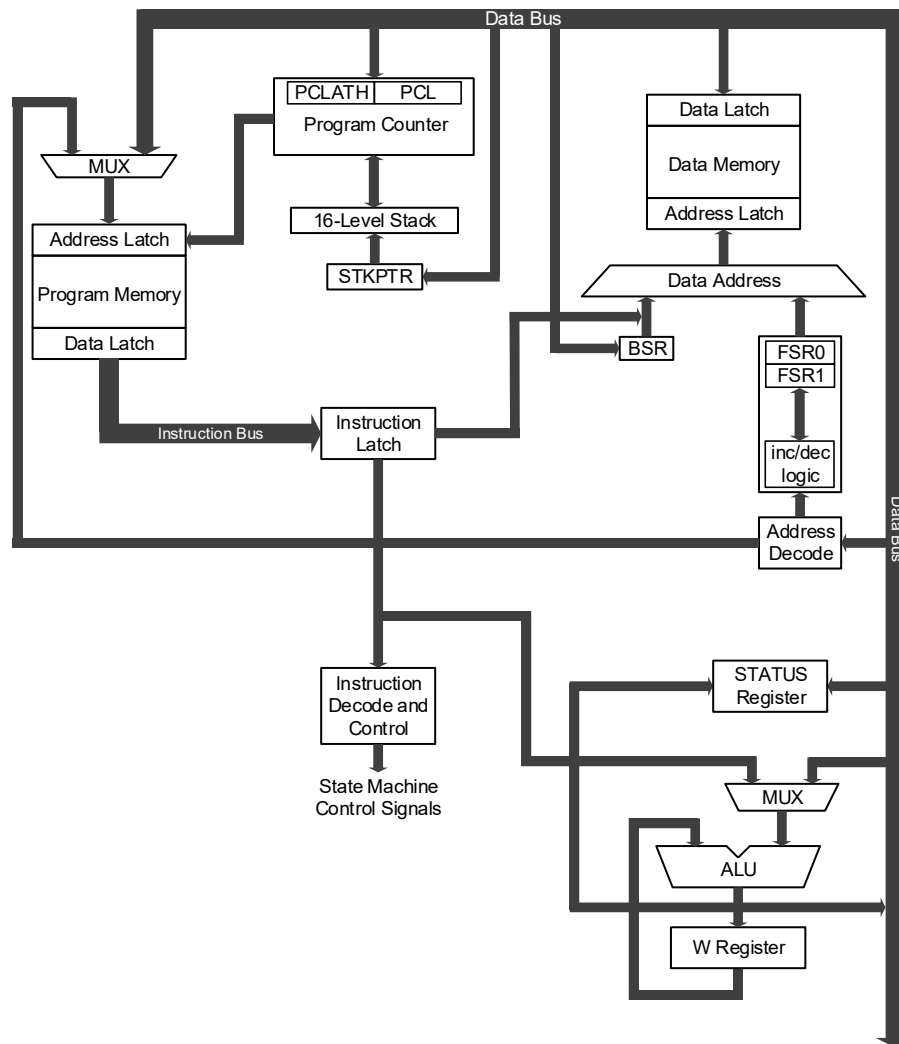 Data Bus
PCLATH
PCL
Program Counter
Data Latch
Data Memory
Address Latch
MUX
16-Level Stack
Address Latch
STKPTR
Data Address
Program Memory
Data Latch
BSR
FSR0
FSR1
Instruction
Latch
Instruction Bus
inc/dec
logic
Address
Decode
Data Bus
Instruction
Decode and
Control
STATUS
Register
State Machine
Control Signals
MUX
ALU
W Register